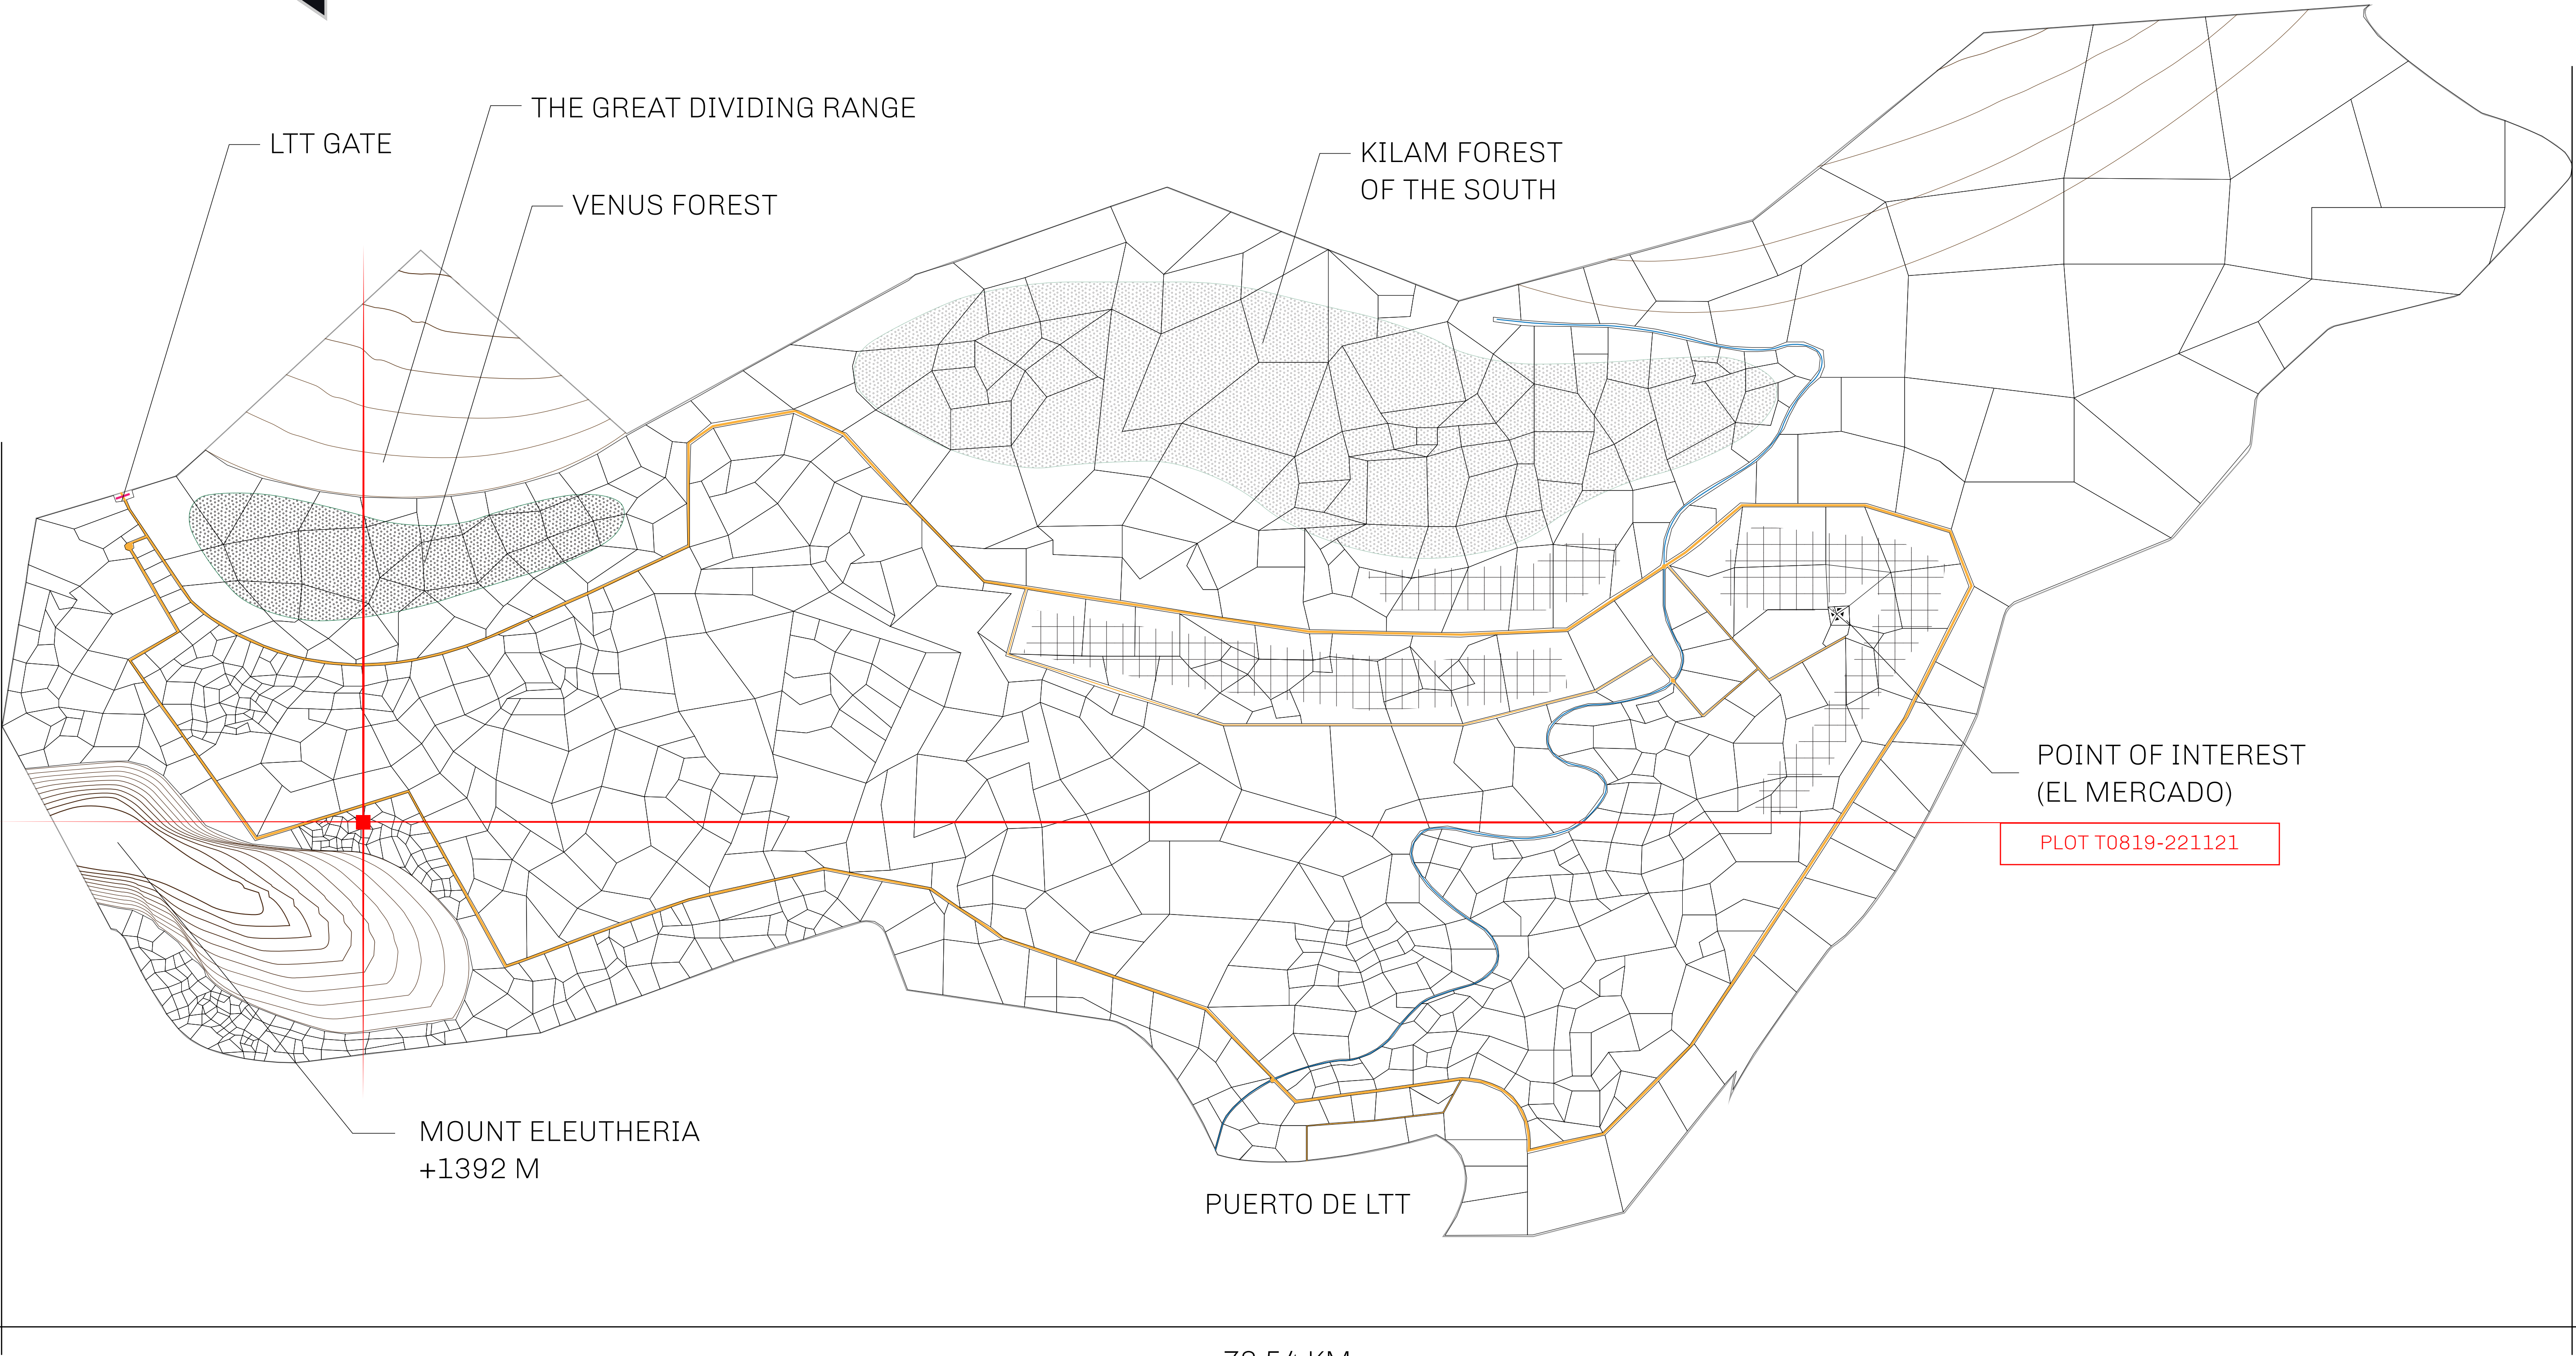 THE GREAT DIVIDING RANGE
LTT GATE
KILAM FOREST
OF THE SOUTH
VENUS FOREST
POINT OF INTEREST
(EL MERCADO)
PLOT T0819-221121
MOUNT ELEUTHERIA
+1392 M
PUERTO DE LTT
KM